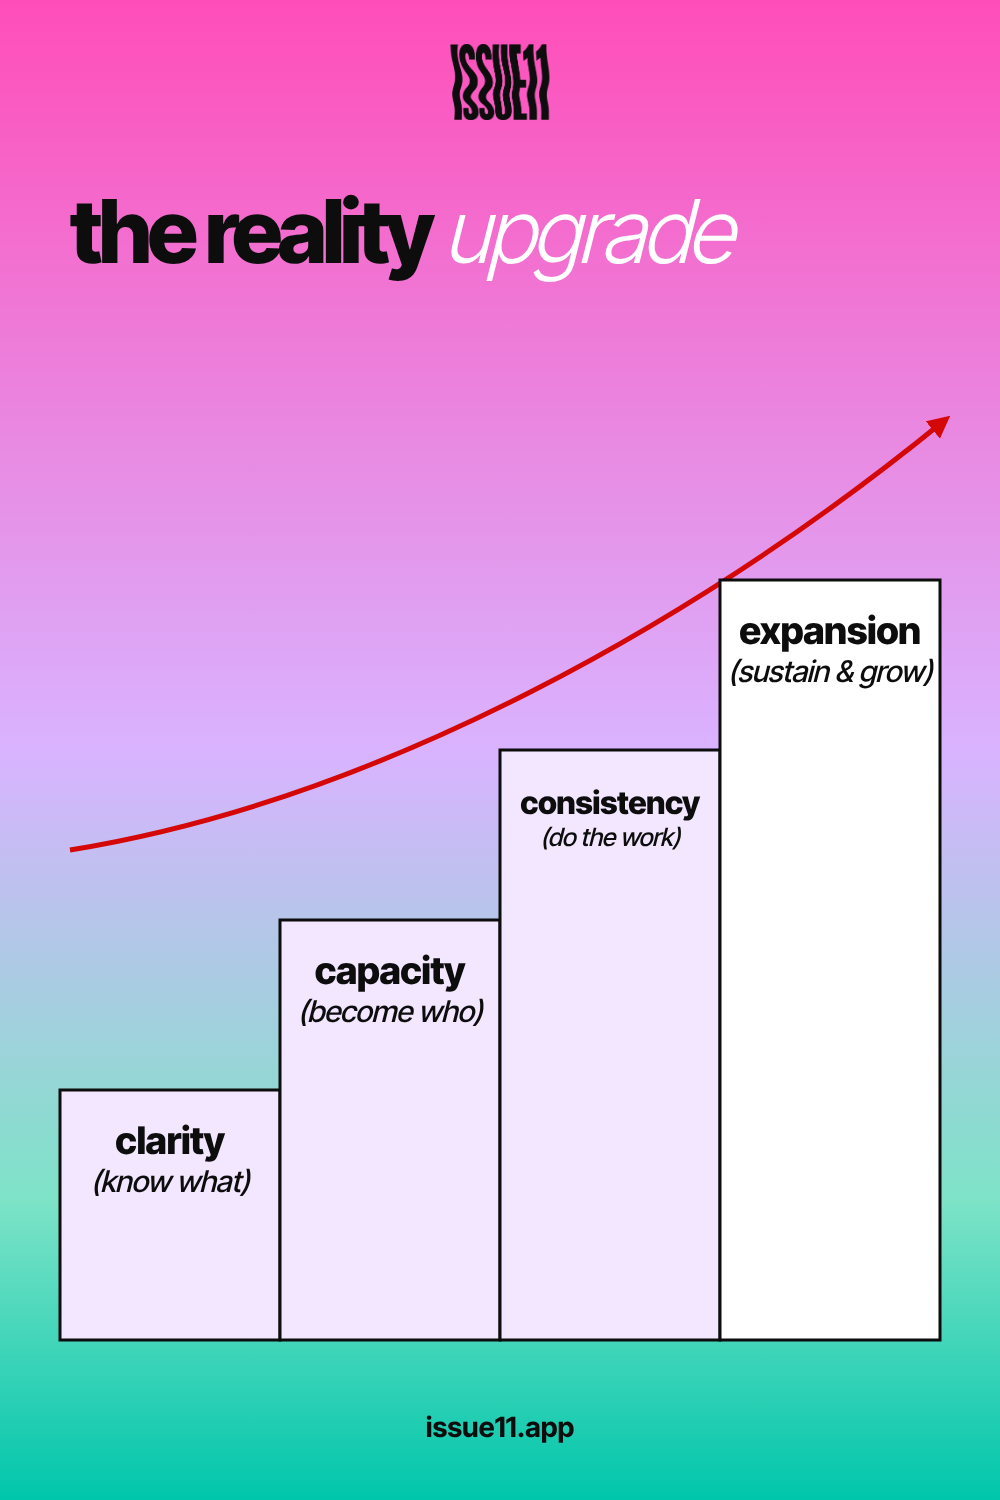 ISSUE11
the reality upgrade
expansion
(sustain & grow)
consistency
(do the work)
capacity
(become who)
clarity
(know what)
issue11.app